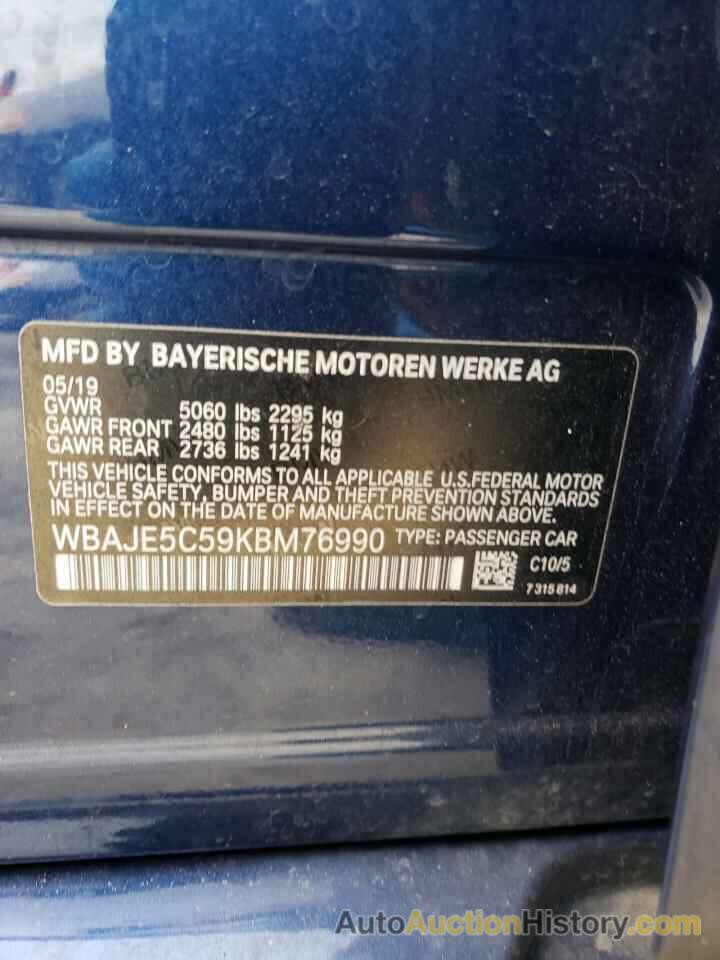 MFD BY BAYERISCHE MOTOREN WERKE AG
05/19
GVWR 5060 lbs 2295 kg
GAWR FRONT 2480 lbs 1125 kg
GAWR REAR 2736 lbs 1241 kg
THIS VEHICLE CONFORMS TO ALL APPLICABLE U.S.FEDERAL MOTOR
VEHICLE SAFETY, BUMPER AND THEFT PREVENTION STANDARDS
IN EFFECT ON THE DATE OF MANUFACTURE SHOWN ABOVE.
WBAJE5C59KBM76990 TYPE: PASSENGER CAR
C10/5
7315814
AutoAuctionHistory.com